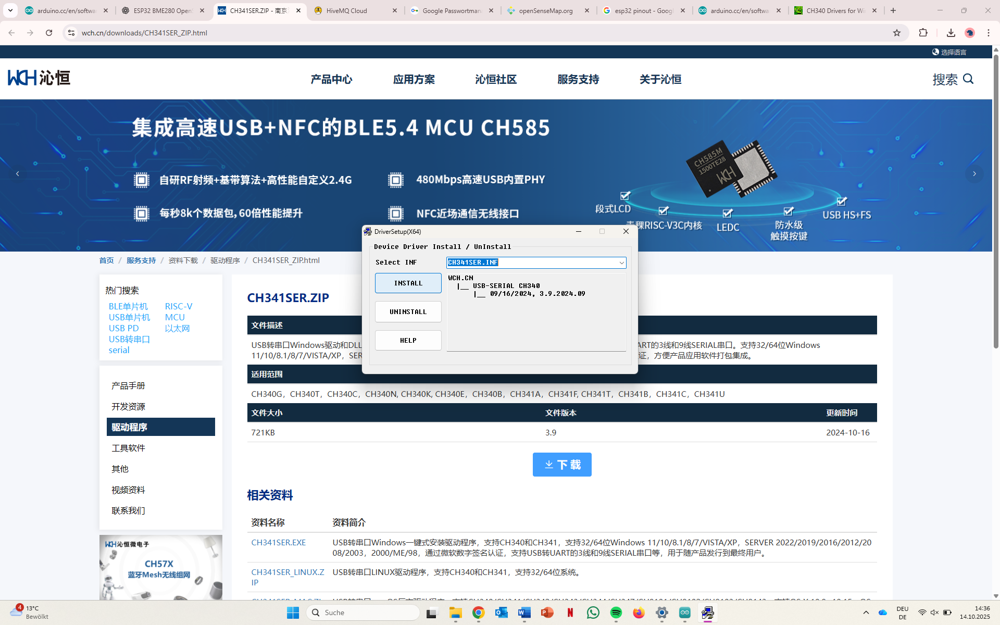 arduino.cc/en/softwa
ESP32 BME280 OpenS
CH341SER.ZIP - 南京
HiveMQ Cloud
Google Passwortmana
openSenseMap.org
esp32 pinout - Goog
arduino.cc/en/softwa
CH340 Drivers for Wi
wch.cn/downloads/CH341SER_ZIP.html
选择语言
WCH 沁恒
产品中心
应用方案
沁恒社区
服务支持
关于沁恒
搜索
集成高速USB+NFC的BLE5.4 MCU CH585
自研RF射频+基带算法+高性能自定义2.4G
480Mbps高速USB内置PHY
每秒8k个数据包,60倍性能提升
NFC近场通信无线接口
CH585M
1500TE28
WCH
段式LCD
青稞RISC-V3C内核
LEDC
防水级
触摸按键
USB HS+FS
首页 / 服务支持 / 资料下载 / 驱动程序 / CH341SER_ZIP.html
DriverSetup(X64)
Device Driver Install / UnInstall
Select INF
CH341SER.INF
INSTALL
UNINSTALL
HELP
WCH.CN
|__ USB-SERIAL CH340
|__ 09/16/2024, 3.9.2024.09
热门搜索
BLE单片机
RISC-V
USB单片机
MCU
USB PD
以太网
USB转串口
serial
产品手册
开发资源
驱动程序
工具软件
其他
视频资料
联系我们
WCH沁恒微电子
CH57X
蓝牙Mesh无线组网
CH341SER.ZIP
文件描述
USB转串口Windows驱动和DLL
ART的3线和9线SERIAL串口。支持32/64位Windows
11/10/8.1/8/7/VISTA/XP，SER
证，方便产品应用软件打包集成。
适用范围
CH340G，CH340T，CH340C，CH340N, CH340K, CH340E，CH340B，CH341A，CH341F, CH341T，CH341B，CH341C，CH341U
文件大小
文件版本
更新时间
721KB
3.9
2024-10-16
下 载
相关资料
资料名称
资料简介
CH341SER.EXE
USB转串口Windows一键式安装驱动程序，支持CH340和CH341，支持32/64位Windows 11/10/8.1/8/7/VISTA/XP，SERVER 2022/2019/2016/2012/20
08/2003，2000/ME/98，通过微软数字签名认证，支持USB转UART的3线和9线SERIAL串口等，用于随产品发行到最终用户。
CH341SER_LINUX.Z
IP
USB转串口LINUX驱动程序，支持CH340和CH341，支持32/64位系统。
4
13°C
Bewölkt
Suche
DEU
DE
14:36
14.10.2025